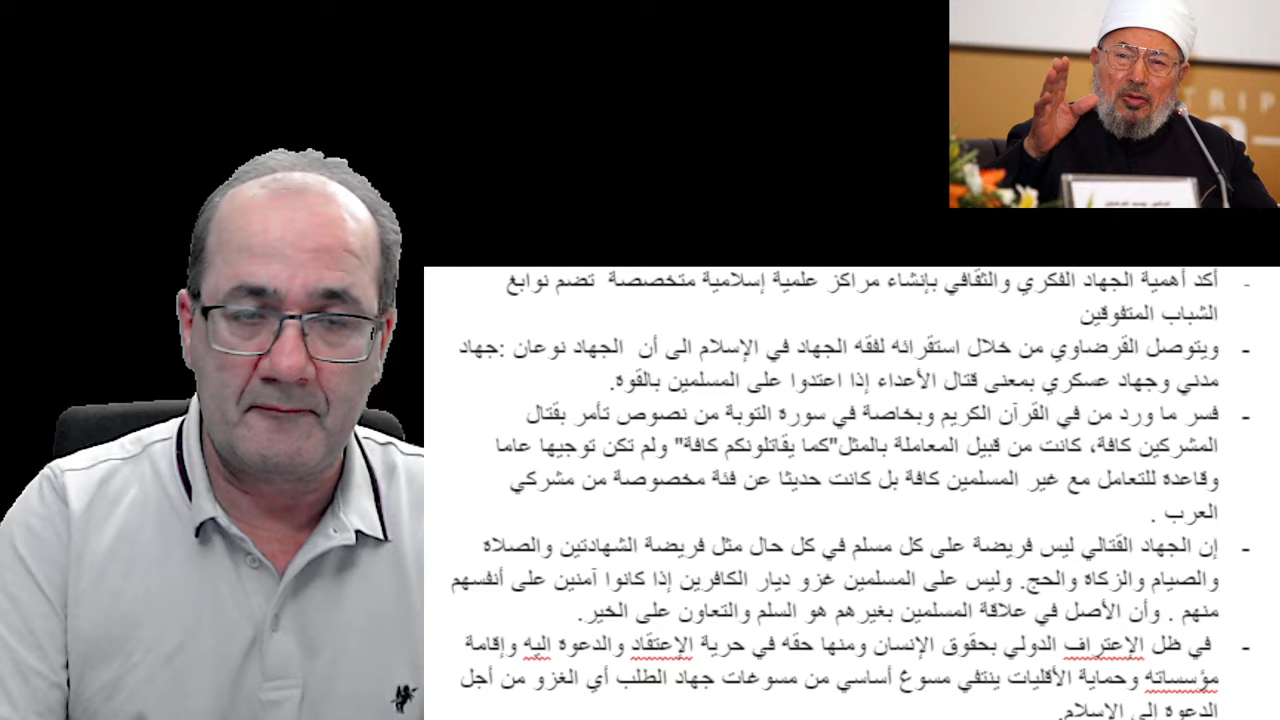 TRIP
- أكد أهمية الجهاد الفكري والثقافي بإنشاء مراكز علمية إسلامية متخصصة تضم نوابغ
الشباب المتفوقين
- ويتوصل القرضاوي من خلال استقرائه لفقه الجهاد في الإسلام الى أن الجهاد نوعان :جهاد
مدني وجهاد عسكري بمعنى قتال الأعداء إذا اعتدوا على المسلمين بالقوة.
- فسر ما ورد من في القرآن الكريم وبخاصة في سورة التوبة من نصوص تأمر بقتال
المشركين كافة، كانت من قبيل المعاملة بالمثل"كما يقاتلونكم كافة" ولم تكن توجيها عاما
وقاعدة للتعامل مع غير المسلمين كافة بل كانت حديثا عن فئة مخصوصة من مشركي
العرب .
- إن الجهاد القتالي ليس فريضة على كل مسلم في كل حال مثل فريضة الشهادتين والصلاة
والصيام والزكاة والحج. وليس على المسلمين غزو ديار الكافرين إذا كانوا آمنين على أنفسهم
منهم . وأن الأصل في علاقة المسلمين بغيرهم هو السلم والتعاون على الخير.
- في ظل الإعتراف الدولي بحقوق الإنسان ومنها حقه في حرية الإعتقاد والدعوة اليه وإقامة
مؤسساته وحماية الأقليات ينتفي مسوغ أساسي من مسوغات جهاد الطلب أي الغزو من أجل
الدعوة إلى الإسلام.